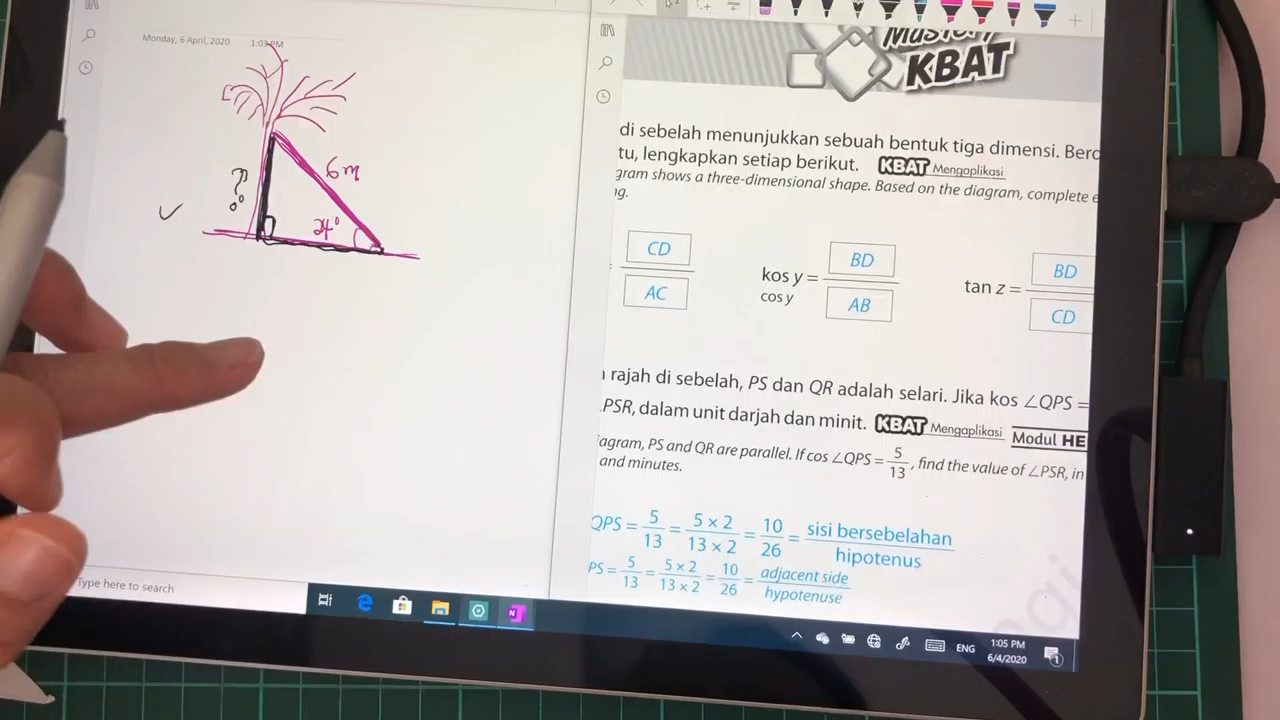 Monday, 6 April, 2020 1:03 PM
6m
24°
??
Type here to search
Mastery
KBAT
di sebelah menunjukkan sebuah bentuk tiga dimensi.
tu, lengkapkan setiap berikut. KBAT Mengaplikasi
gram shows a three-dimensional shape. Based on the diagram, complete
g.
CD
AC
kos y = BD
cos y AB
tan z = BD
CD
rajah di sebelah, PS dan QR adalah selari. Jika kos ∠QPS =
PSR, dalam unit darjah dan minit. KBAT Mengaplikasi Modul HE
agram, PS and QR are parallel. If cos ∠QPS = 5/13, find the value of ∠PSR, in
and minutes.
QPS = 5/13 = 5 × 2/13 × 2 = 10/26 = sisi bersebelahan/hipotenus
PS = 5/13 = 5 × 2/13 × 2 = 10/26 = adjacent side/hypotenuse
ENG
1:05 PM
6/4/2020
1